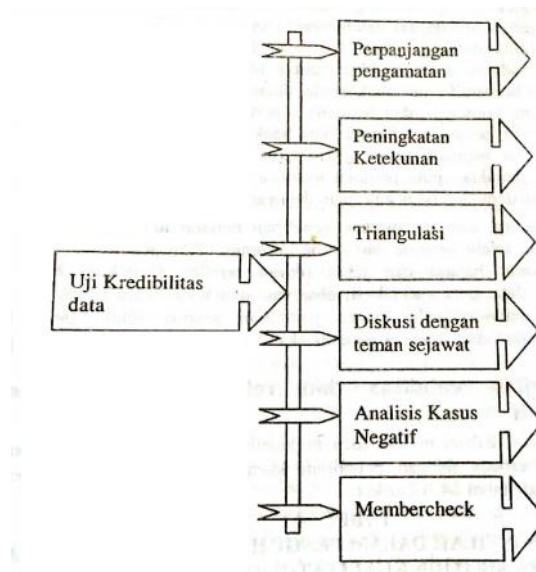 Perpanjangan
pengamatan
Peningkatan
Ketekunan
Triangulasi
Uji Kredibilitas
data
Diskusi dengan
teman sejawat
Analisis Kasus
Negatif
Membercheck